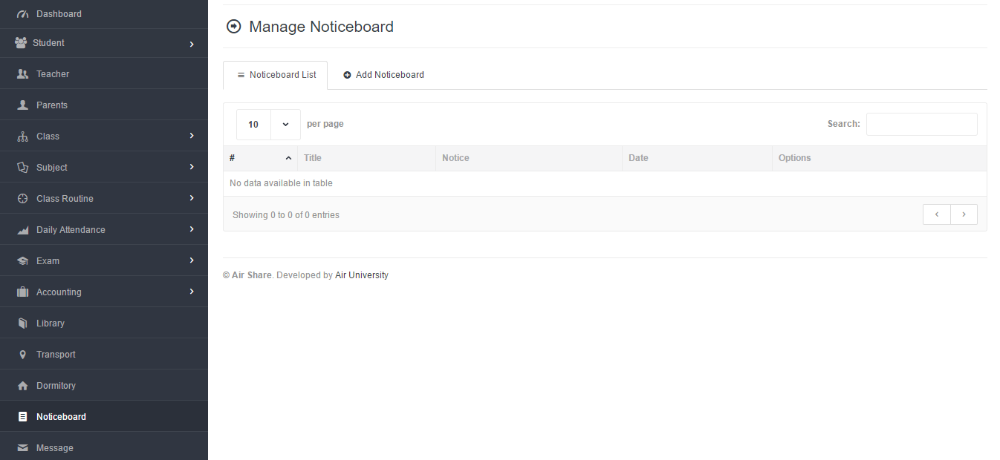 Dashboard
Student
Teacher
Parents
Class
Subject
Class Routine
Daily Attendance
Exam
Accounting
Library
Transport
Dormitory
Noticeboard
Message
Manage Noticeboard
Noticeboard List Add Noticeboard
10 per page Search:
# Title Notice Date Options
No data available in table
Showing 0 to 0 of 0 entries
© Air Share. Developed by Air University